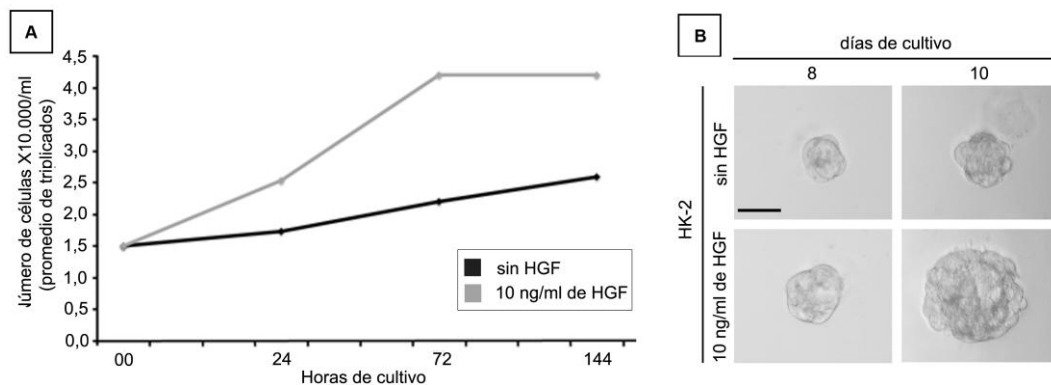 A
4,5
4,0
3,5
3,0
2,5
2,0
1,5
1,0
0,5
0,0
Número de células X10.000/ml
(promedio de triplicados)
00 24 72 144
Horas de cultivo
sin HGF
10 ng/ml de HGF
B
días de cultivo
8 10
HK-2
sin HGF
10 ng/ml de HGF